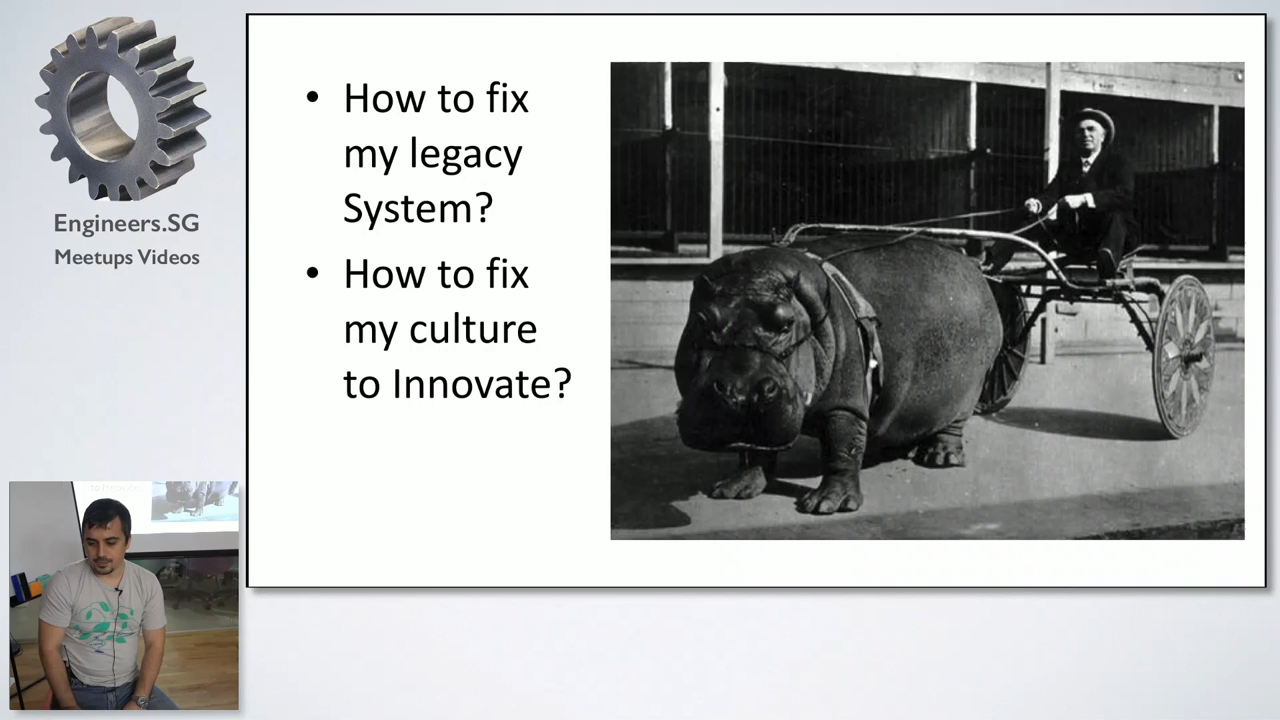 Engineers.SG
Meetups Videos
• How to fix
my legacy
System?
• How to fix
my culture
to Innovate?